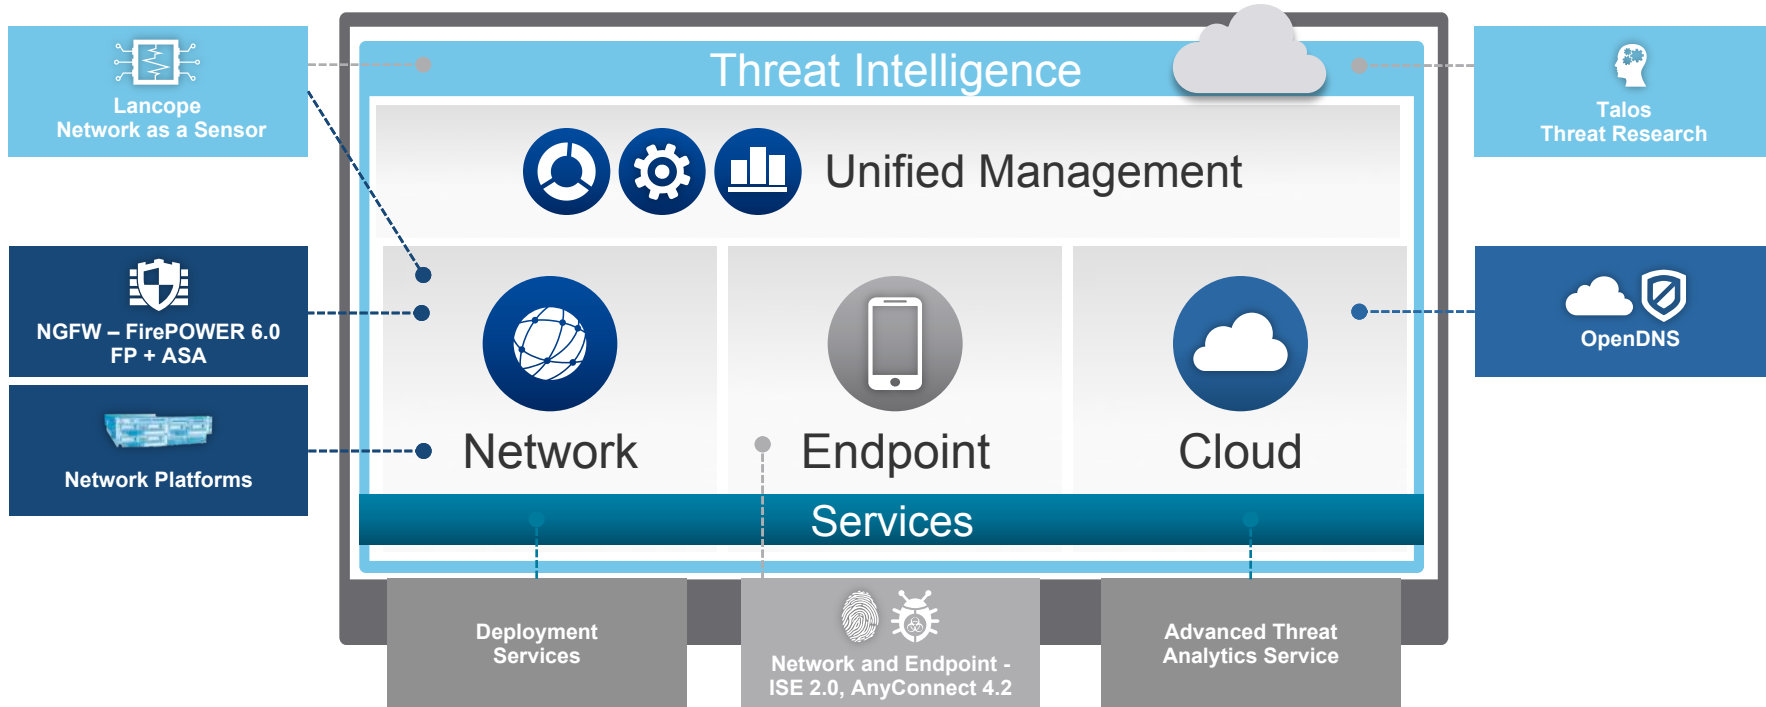 Lancope
Network as a Sensor
Threat Intelligence
Talos
Threat Research
Unified Management
NGFW – FirePOWER 6.0
FP + ASA
OpenDNS
Network Platforms
Network
Endpoint
Cloud
Services
Deployment
Services
Network and Endpoint -
ISE 2.0, AnyConnect 4.2
Advanced Threat
Analytics Service